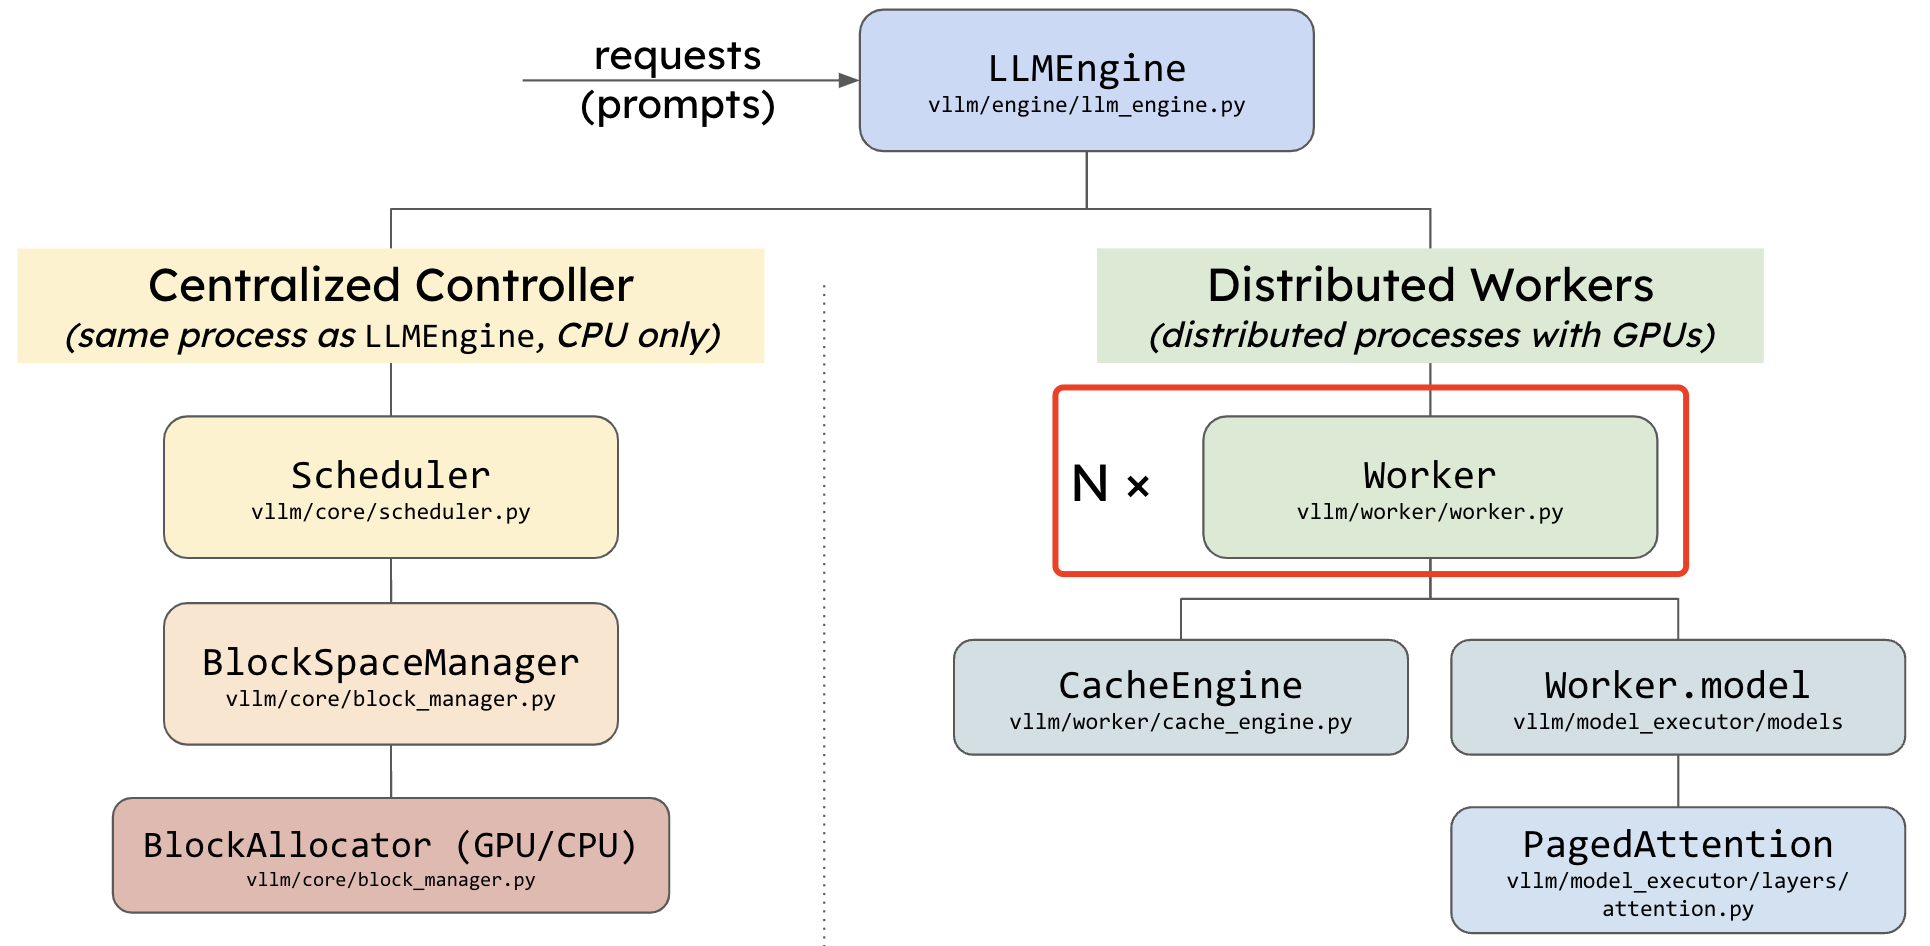 requests
(prompts)
LLMEngine
vllm/engine/llm_engine.py
Centralized Controller
(same process as LLMEngine, CPU only)
Scheduler
vllm/core/scheduler.py
BlockSpaceManager
vllm/core/block_manager.py
BlockAllocator (GPU/CPU)
vllm/core/block_manager.py
Distributed Workers
(distributed processes with GPUs)
N ×
Worker
vllm/worker/worker.py
CacheEngine
vllm/worker/cache_engine.py
Worker.model
vllm/model_executor/models
PagedAttention
vllm/model_executor/layers/
attention.py